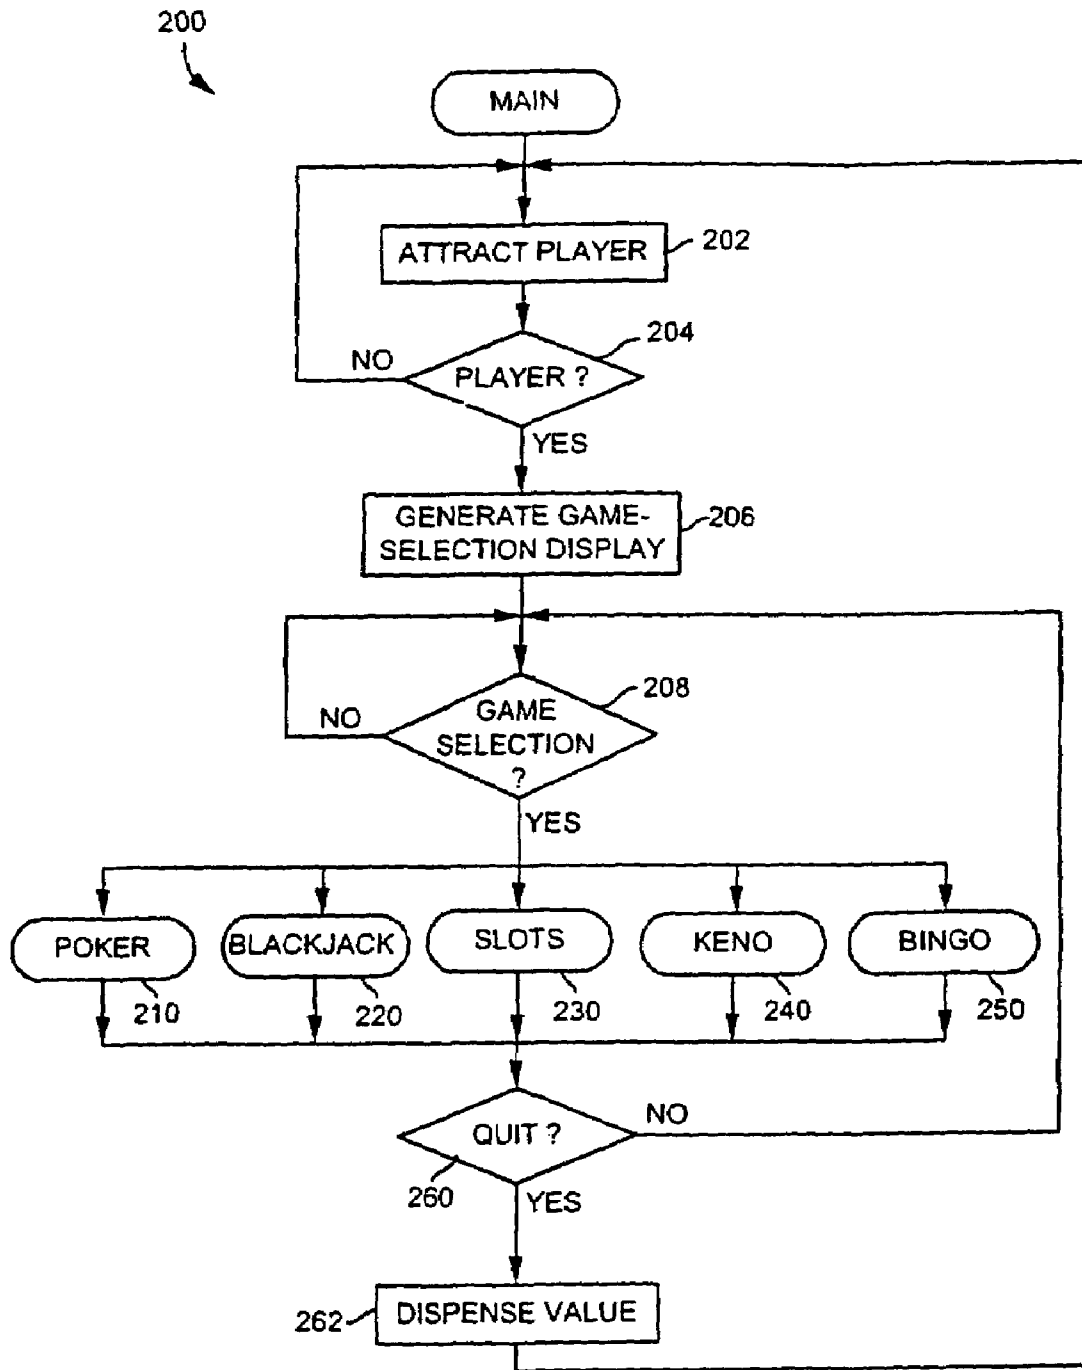 200
MAIN
ATTRACT PLAYER
202
204
NO
PLAYER ?
YES
GENERATE GAME-
SELECTION DISPLAY
206
208
NO
GAME
SELECTION
?
YES
POKER
BLACKJACK
SLOTS
KENO
BINGO
210
220
230
240
250
QUIT ?
NO
260
YES
262
DISPENSE VALUE